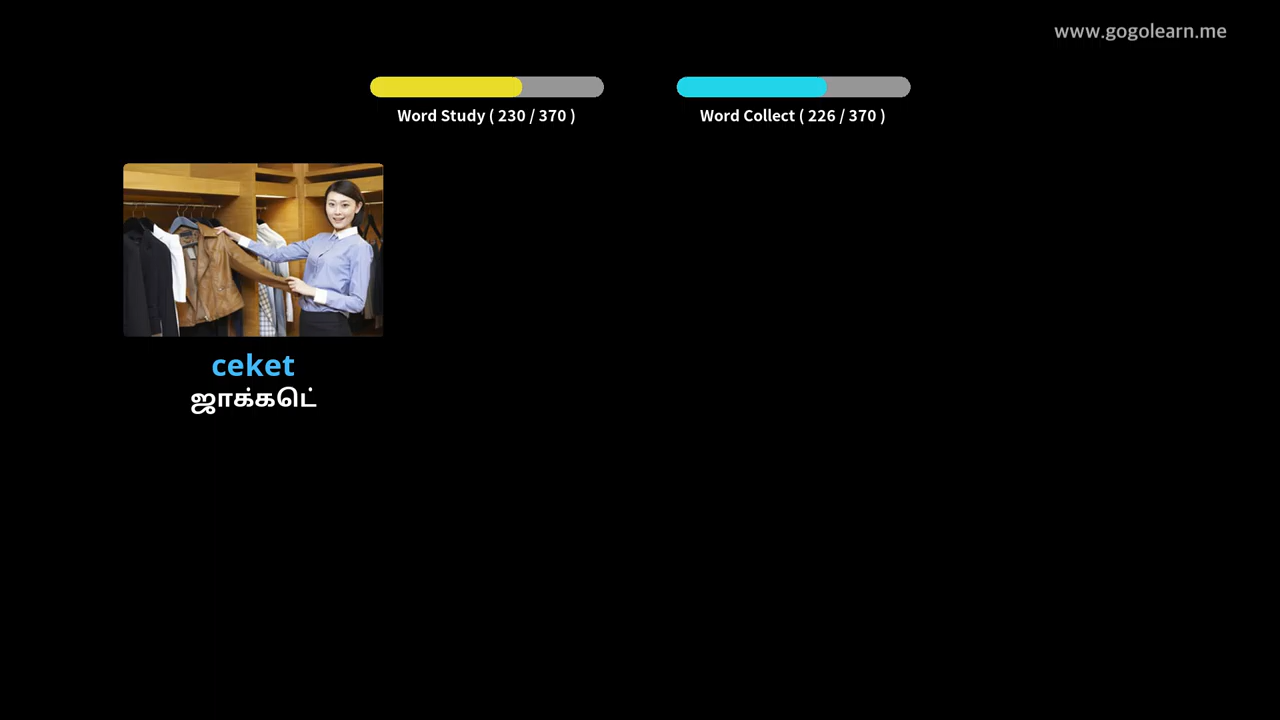 www.gogolearn.me
Word Study ( 230 / 370 )
Word Collect ( 226 / 370 )
ceket
ஜாக்கெட்